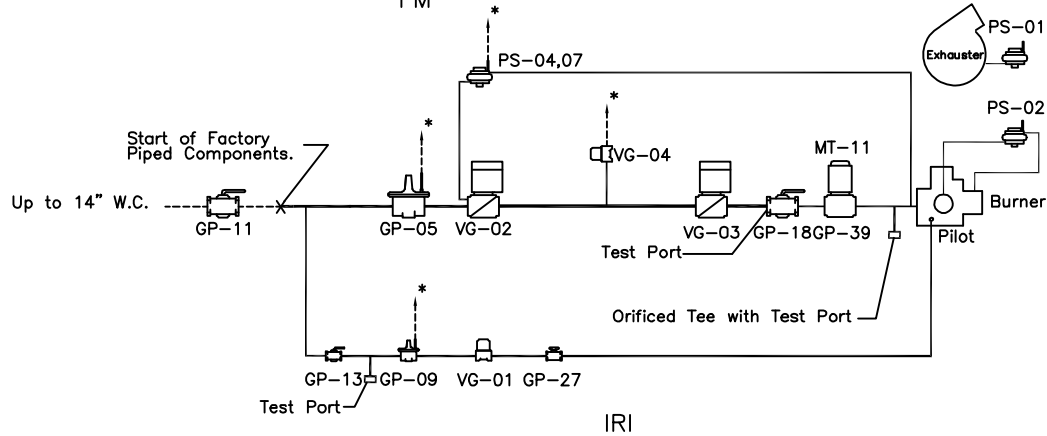 FM
*
PS-01
Exhauster
PS-04,07
PS-02
*
*
Start of Factory
Piped Components.
VG-04
MT-11
Up to 14" W.C.
Burner
GP-11
GP-05
VG-02
VG-03
GP-18
GP-39
Pilot
Test Port
*
Orificed Tee with Test Port
GP-13
GP-09
VG-01
GP-27
Test Port
IRI